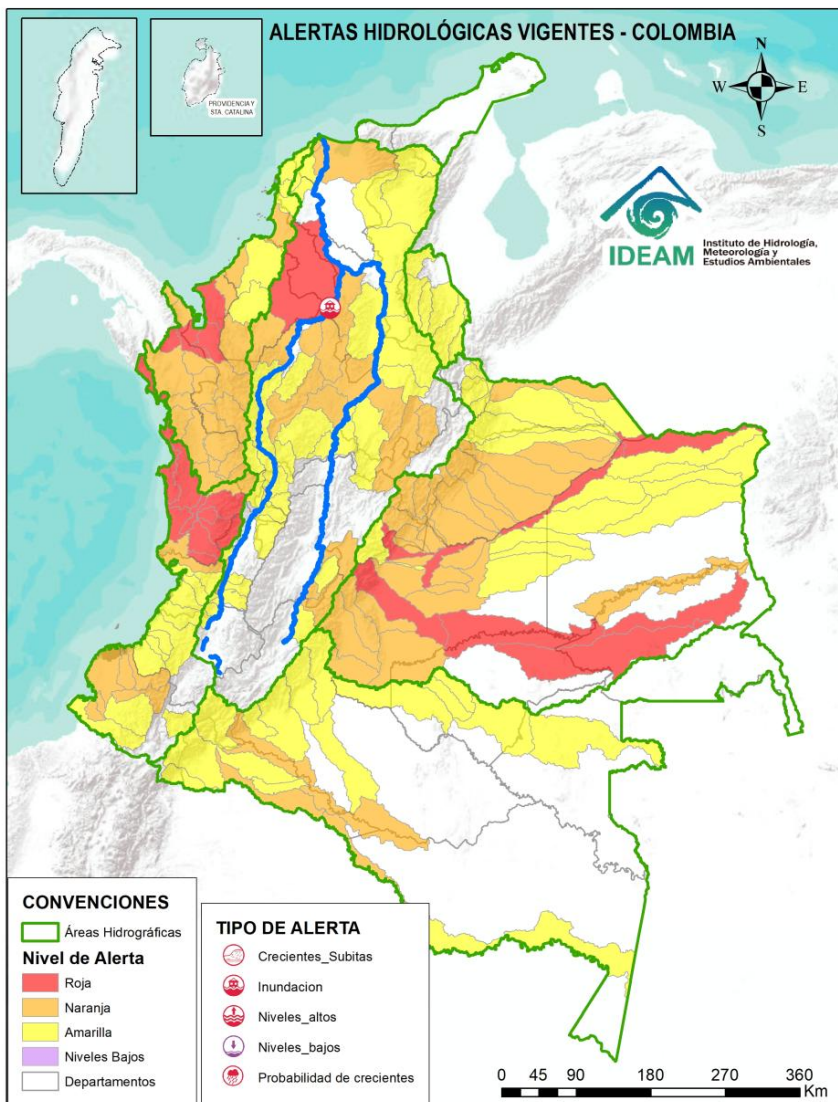 ALERTAS HIDROLÓGICAS VIGENTES - COLOMBIA
PROVIDENCIA Y
STA. CATALINA
N
W
E
S
IDEAM
Instituto de Hidrología,
Meteorología y
Estudios Ambientales
CONVENCIONES
Áreas Hidrográficas
Nivel de Alerta
Roja
Naranja
Amarilla
Niveles Bajos
Departamentos
TIPO DE ALERTA
Crecientes_Subitas
Inundacion
Niveles_altos
Niveles_bajos
Probabilidad de crecientes
0 45 90 180 270 360
Km